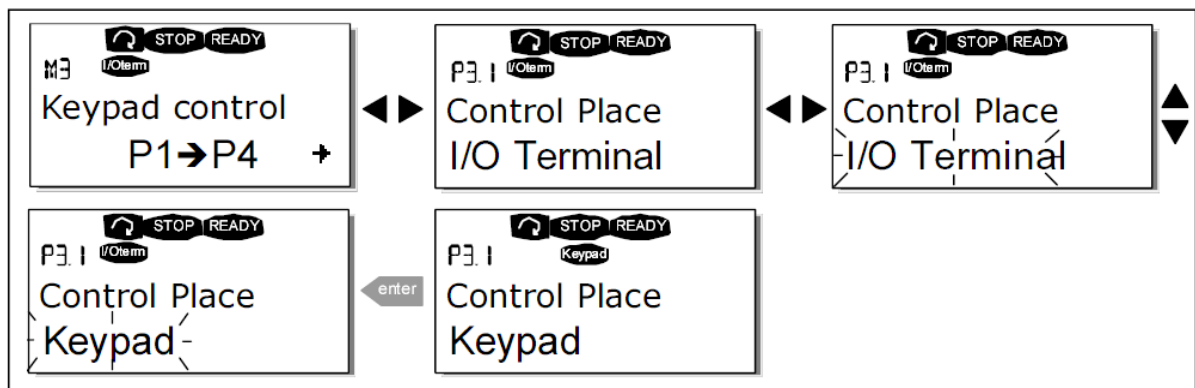 STOP READY
M3 I/Oterm
Keypad control
P1➔P4
STOP READY
P3.1 I/Oterm
Control Place
I/O Terminal
STOP READY
P3.1 I/Oterm
Control Place
I/O Terminal
STOP READY
P3.1 I/Oterm
Control Place
Keypad
enter
STOP READY
P3.1 Keypad
Control Place
Keypad